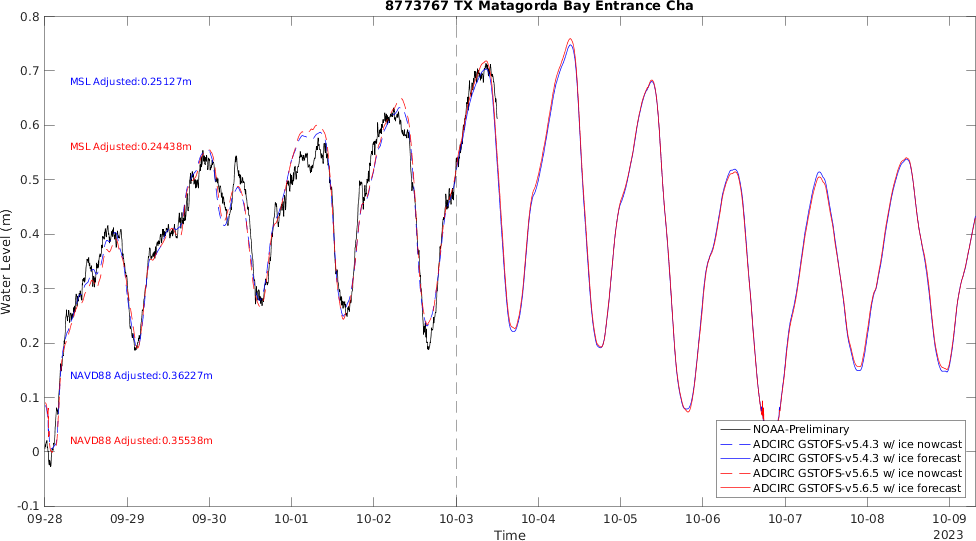 8773767 TX Matagorda Bay Entrance Cha
0.8
0.7
0.6
0.5
0.4
0.3
0.2
0.1
0
-0.1
Water Level (m)
MSL Adjusted:0.25127m
MSL Adjusted:0.24438m
NAVD88 Adjusted:0.36227m
NAVD88 Adjusted:0.35538m
NOAA-Preliminary
ADCIRC GSTOFS-v5.4.3 w/ ice nowcast
ADCIRC GSTOFS-v5.4.3 w/ ice forecast
ADCIRC GSTOFS-v5.6.5 w/ ice nowcast
ADCIRC GSTOFS-v5.6.5 w/ ice forecast
09-28 09-29 09-30 10-01 10-02 10-03 10-04 10-05 10-06 10-07 10-08 10-09
Time
2023